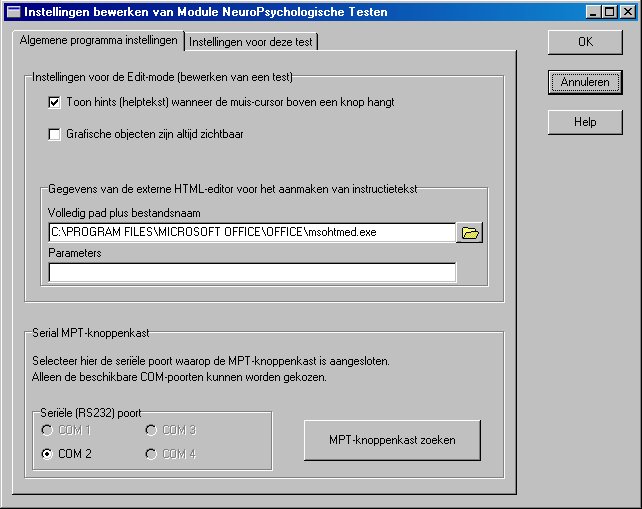 Instellingen bewerken van Module NeuroPsychologische Testen
Algemene programma instellingen
Instellingen voor deze test
OK
Annuleren
Help
Instellingen voor de Edit-mode (bewerken van een test)
Toon hints (helptekst) wanneer de muis-cursor boven een knop hangt
Grafische objecten zijn altijd zichtbaar
Gegevens van de externe HTML-editor voor het aanmaken van instructietekst
Volledig pad plus bestandsnaam
C:\PROGRAM FILES\MICROSOFT OFFICE\OFFICE\msohtmed.exe
Parameters
Serial MPT-knoppenkast
Selecteer hier de seriële poort waarop de MPT-knoppenkast is aangesloten.
Alleen de beschikbare COM-poorten kunnen worden gekozen.
Seriële (RS232) poort
COM 1
COM 3
COM 2
COM 4
MPT-knoppenkast zoeken